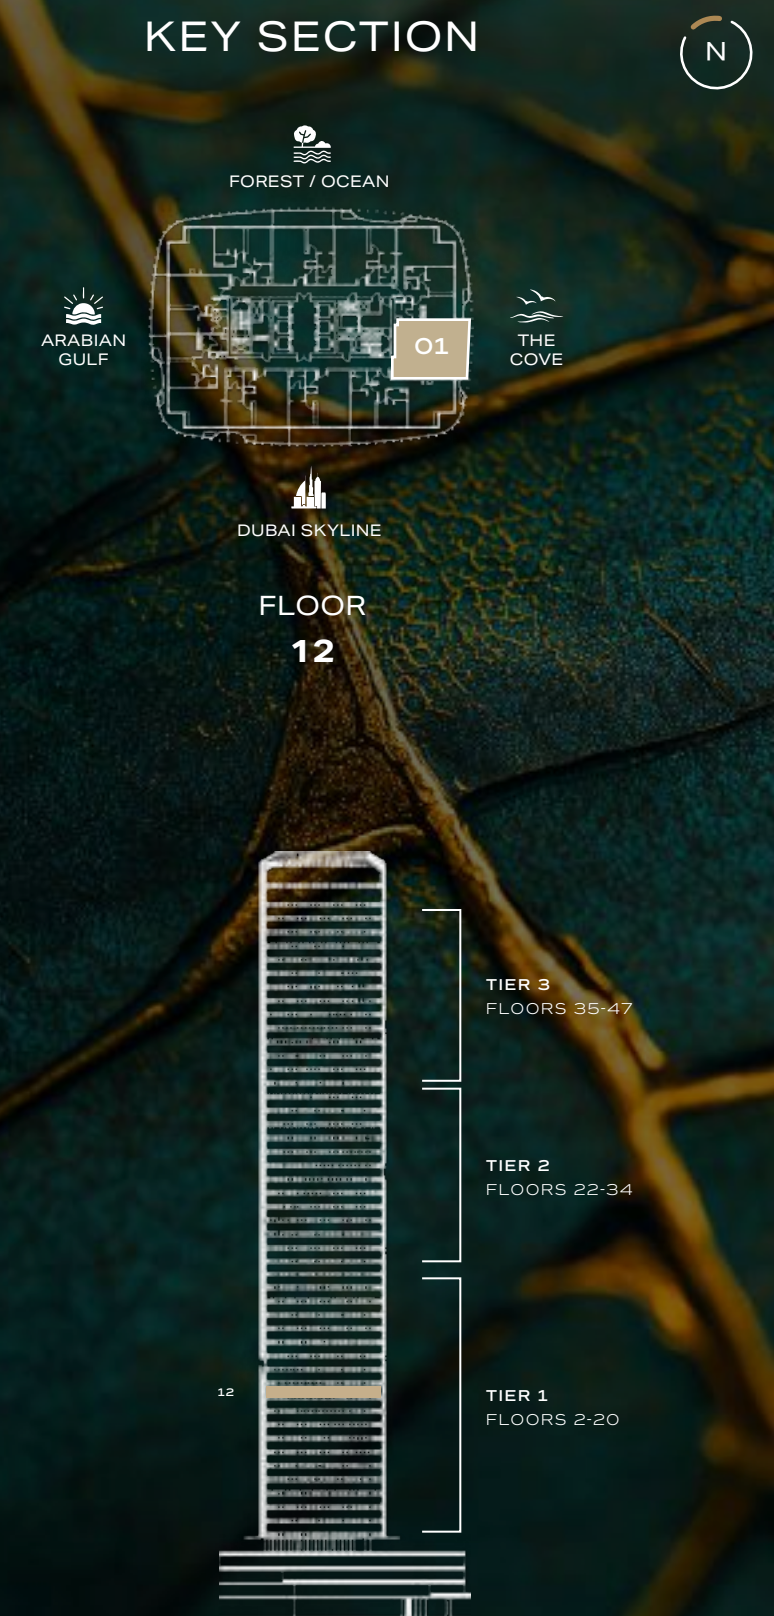 KEY SECTION
N
FOREST / OCEAN
ARABIAN
GULF
01
THE
COVE
DUBAI SKYLINE
FLOOR
12
TIER 3
FLOORS 35-47
TIER 2
FLOORS 22-34
12
TIER 1
FLOORS 2-20